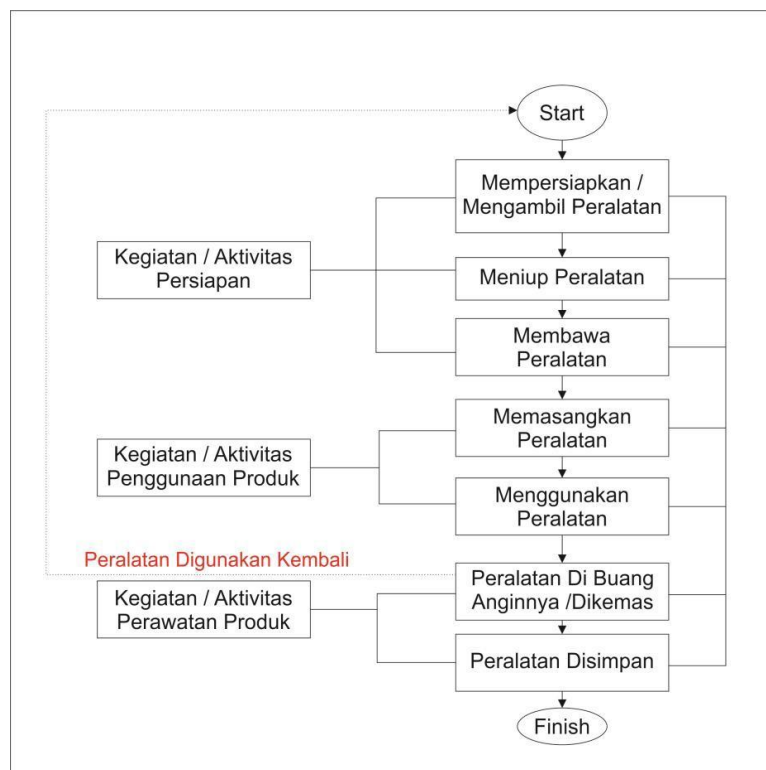 Start
Mempersiapkan /
Mengambil Peralatan
Kegiatan / Aktivitas
Persiapan
Meniup Peralatan
Membawa
Peralatan
Memasangkan
Peralatan
Kegiatan / Aktivitas
Penggunaan Produk
Menggunakan
Peralatan
Peralatan Digunakan Kembali
Peralatan Di Buang
Anginnya /Dikemas
Kegiatan / Aktivitas
Perawatan Produk
Peralatan Disimpan
Finish